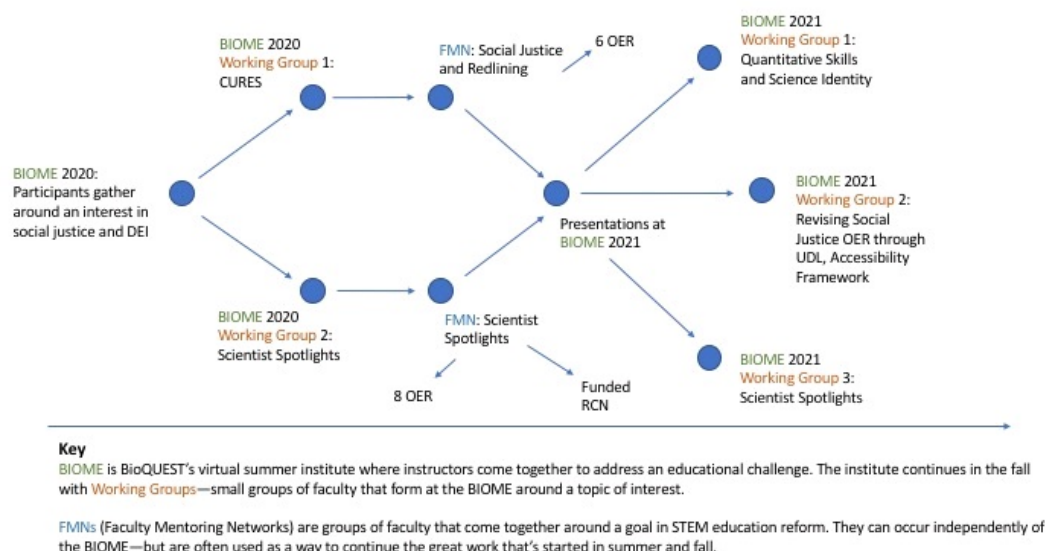 BIOME 2020:
Participants gather
around an interest in
social justice and DEI
BIOME 2020
Working Group 1:
CURES
FMN: Social Justice
and Redlining
6 OER
BIOME 2020
Working Group 2:
Scientist Spotlights
FMN: Scientist
Spotlights
8 OER
Funded
RCN
Presentations at
BIOME 2021
BIOME 2021
Working Group 1:
Quantitative Skills
and Science Identity
BIOME 2021
Working Group 2:
Revising Social
Justice OER through
UDL, Accessibility
Framework
BIOME 2021
Working Group 3:
Scientist Spotlights
Key
BIOME is BioQUEST's virtual summer institute where instructors come together to address an educational challenge. The institute continues in the fall
with Working Groups—small groups of faculty that form at the BIOME around a topic of interest.
FMNs (Faculty Mentoring Networks) are groups of faculty that come together around a goal in STEM education reform. They can occur independently of
the BIOME—but are often used as a way to continue the great work that's started in summer and fall.